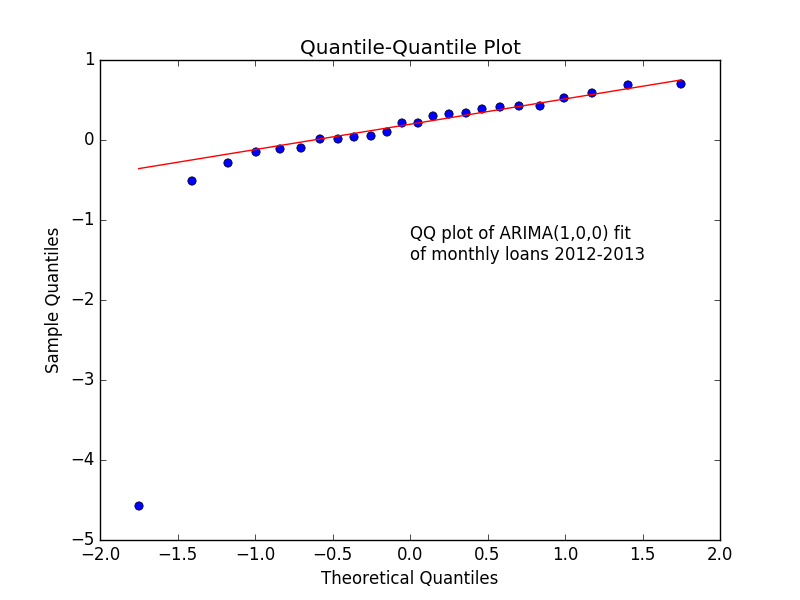 Quantile-Quantile Plot
1
0
−1
−2
−3
−4
−5
Sample Quantiles
QQ plot of ARIMA(1,0,0) fit
of monthly loans 2012-2013
−2.0 −1.5 −1.0 −0.5 0.0 0.5 1.0 1.5 2.0
Theoretical Quantiles